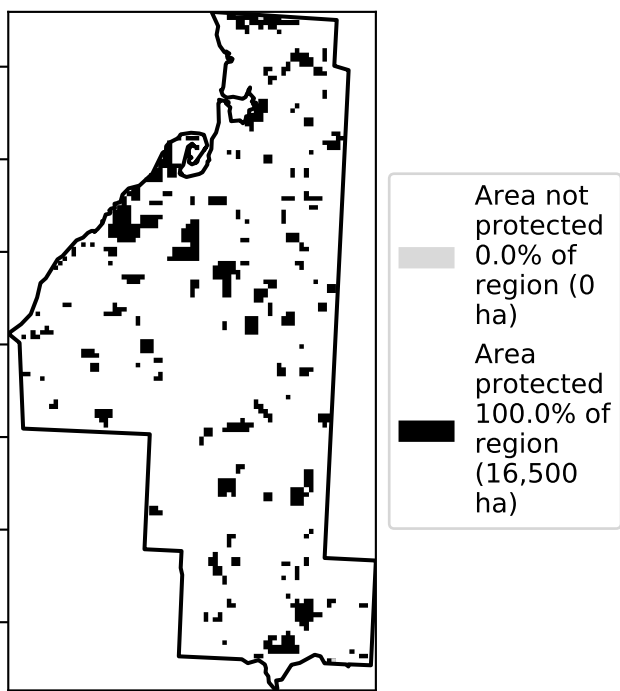 Area not
protected
0.0% of
region (0
ha)
Area
protected
100.0% of
region
(16,500
ha)